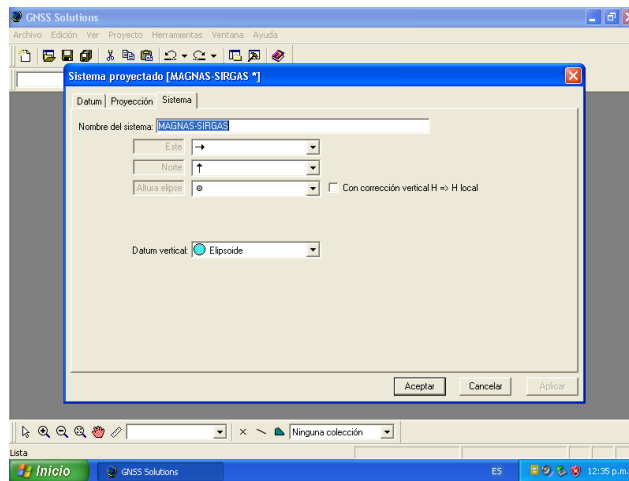 GNSS Solutions
Archivo Edición Ver Proyecto Herramientas Ventana Ayuda
Sistema proyectado [MAGNAS-SIRGAS *]
Datum Proyección Sistema
Nombre del sistema: MAGNAS-SIRGAS
Este
Norte
Altura elipse
Con corrección vertical H => H local
Datum vertical: Elipsoide
Aceptar Cancelar Aplicar
Ninguna colección
Lista
Inicio GNSS Solutions ES 12:35 p.m.